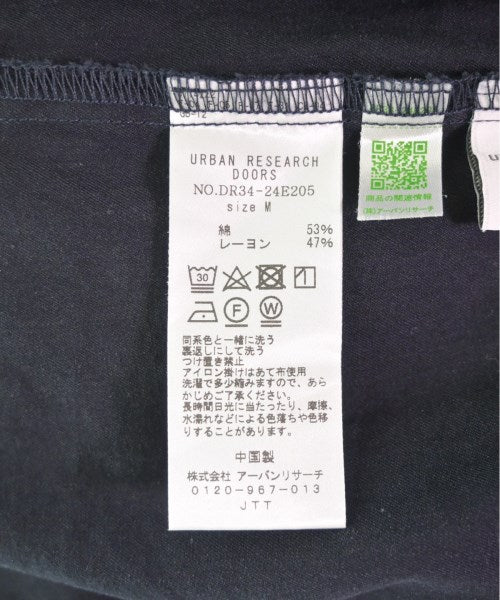 URBAN RESEARCH
DOORS
NO.DR34-24E205
size M
綿 53%
レーヨン 47%
30
F W
同系色と一緒に洗う
裏返しにして洗う
つけ置き禁止
アイロン掛けはあて布使用
洗濯で多少縮みますので、あら
かじめご了承ください。
長時間日光に当たったり、摩擦、
水濡れなどによる色落ちや色移
りすることがあります。
中国製
株式会社 アーバンリサーチ
0120-967-013
JTT
商品の関連情報
(株)アーバンリサーチ